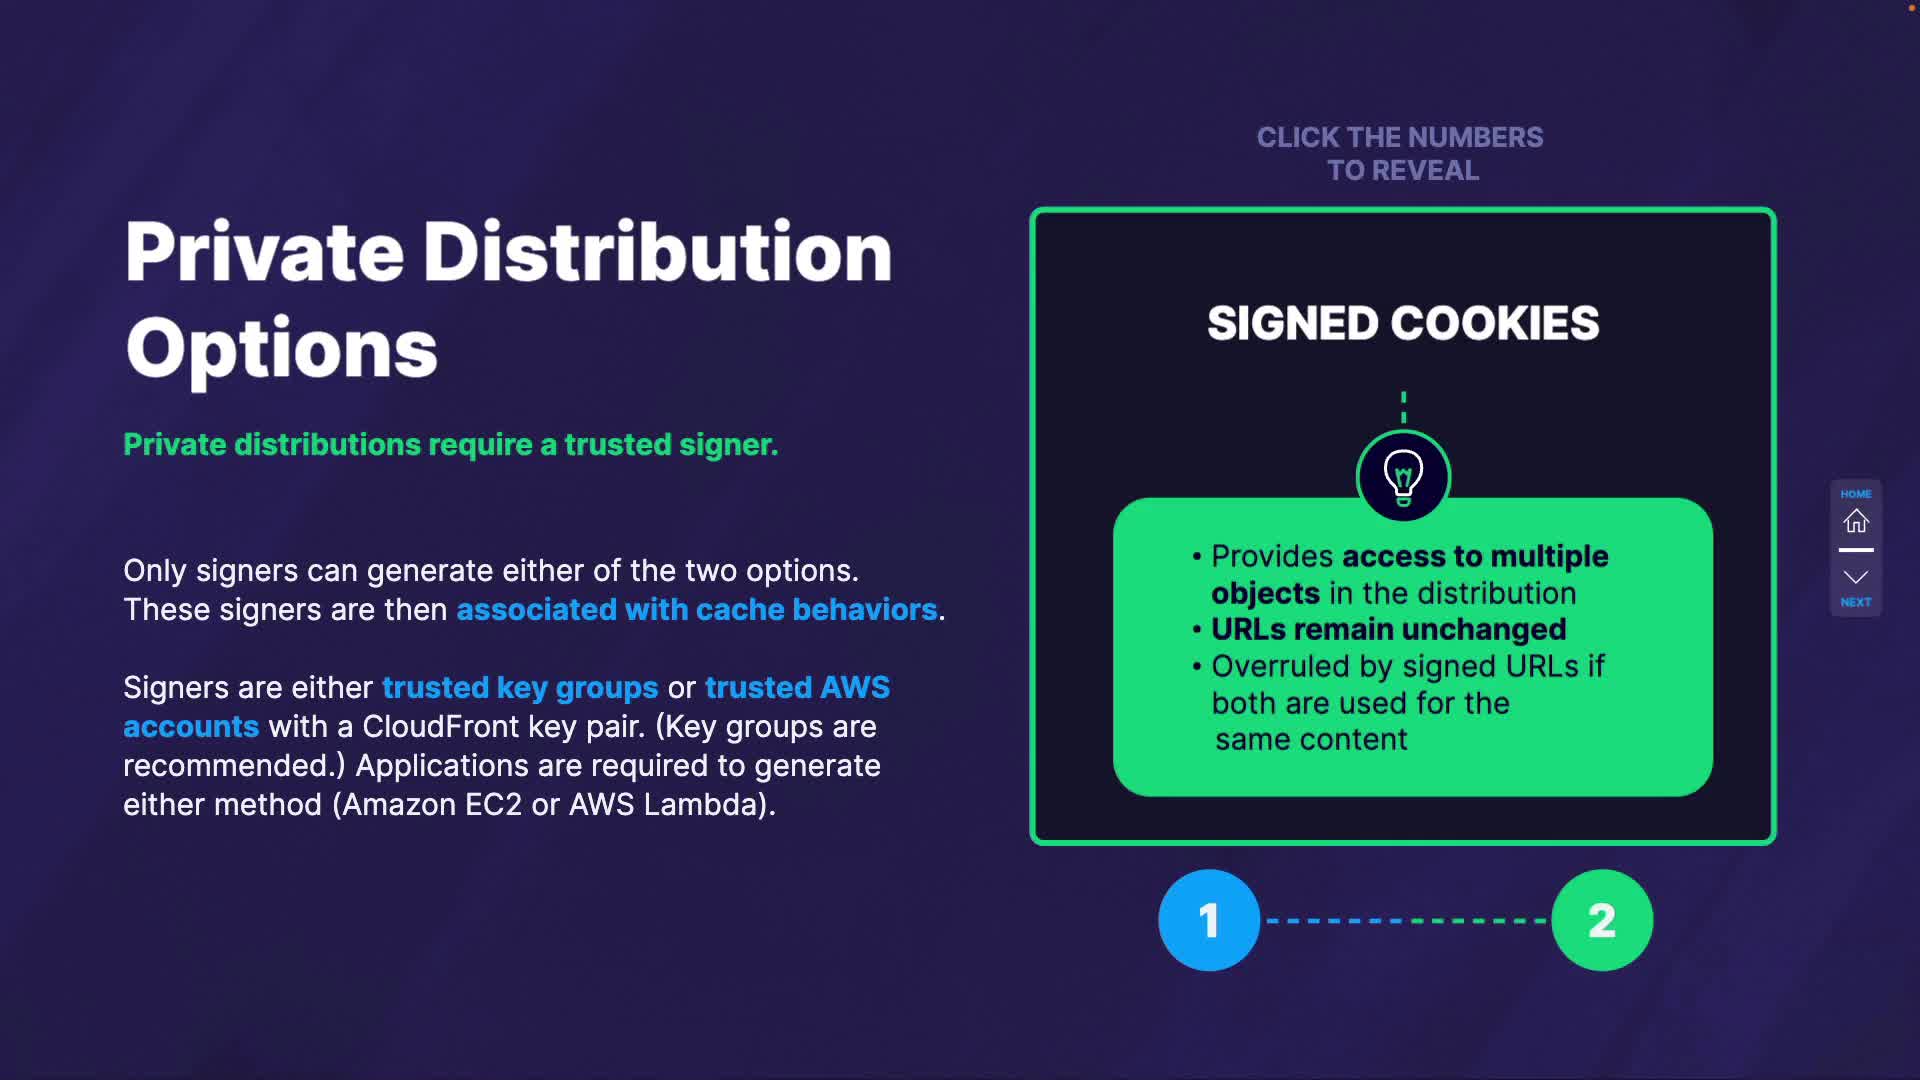 CLICK THE NUMBERS
TO REVEAL
Private Distribution
Options
Private distributions require a trusted signer.
Only signers can generate either of the two options.
These signers are then associated with cache behaviors.
Signers are either trusted key groups or trusted AWS
accounts with a CloudFront key pair. (Key groups are
recommended.) Applications are required to generate
either method (Amazon EC2 or AWS Lambda).
SIGNED COOKIES
• Provides access to multiple
objects in the distribution
• URLs remain unchanged
• Overruled by signed URLs if
both are used for the
same content
1
2
HOME
NEXT